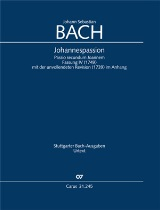 Johann Sebastian
BACH
Johannespassion
Passio secundum Joannem
Fassung IV (1749)
mit der unvollendeten Revision (1739) im Anhang
Stuttgarter Bach-Ausgaben
Urtext
Carus 31.245